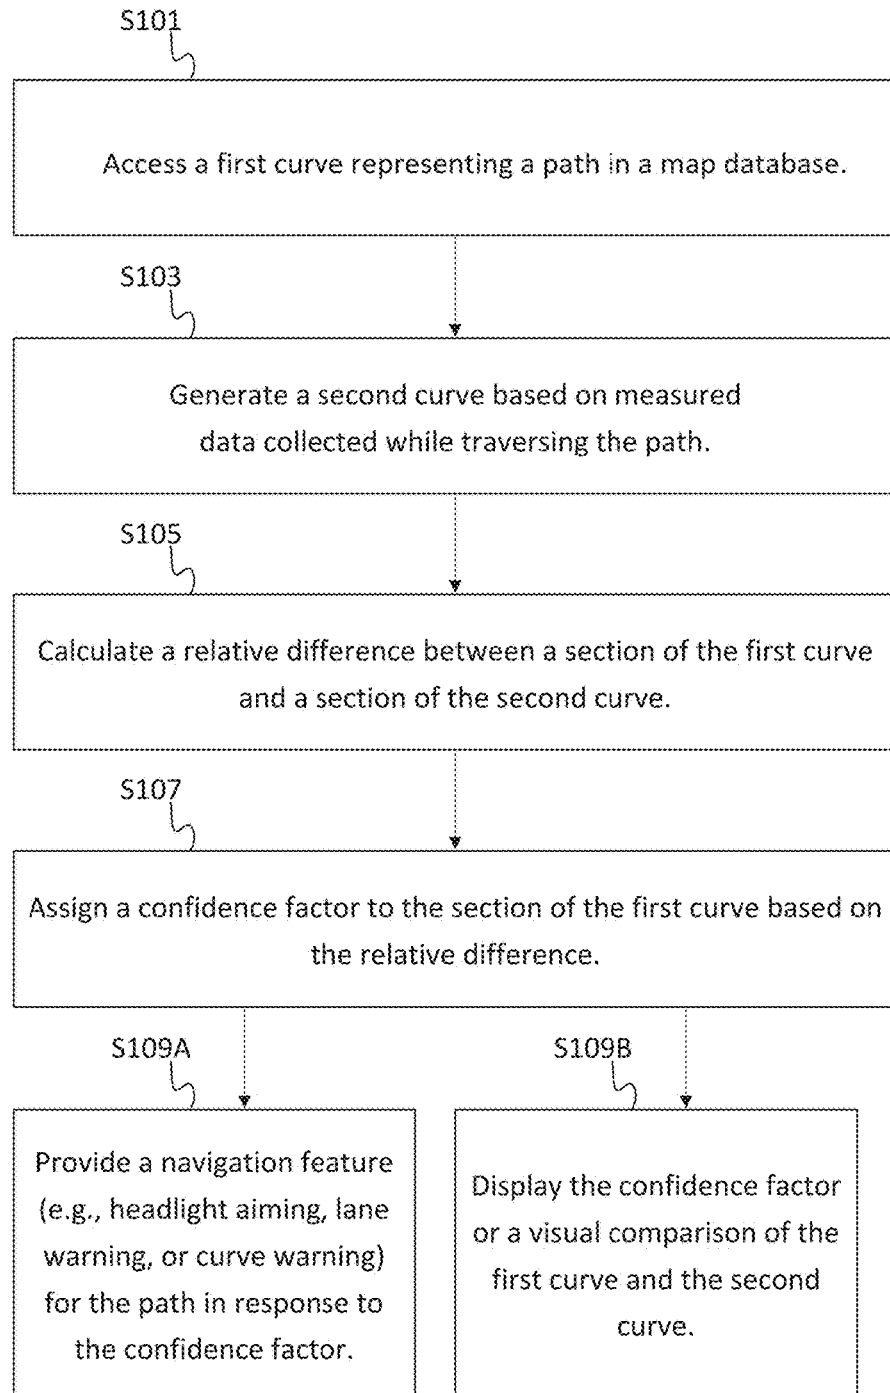 S101
Access a first curve representing a path in a map database.
S103
Generate a second curve based on measured
data collected while traversing the path.
S105
Calculate a relative difference between a section of the first curve
and a section of the second curve.
S107
Assign a confidence factor to the section of the first curve based on
the relative difference.
S109A
Provide a navigation feature
(e.g., headlight aiming, lane
warning, or curve warning)
for the path in response to
the confidence factor.
S109B
Display the confidence factor
or a visual comparison of the
first curve and the second
curve.